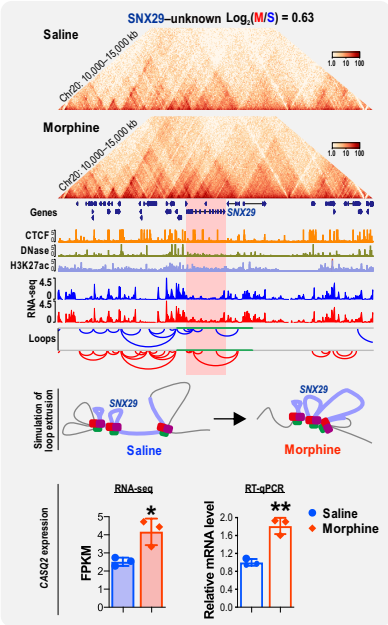 SNX29–unknown Log2(M/S) = 0.63
Saline
Chr20: 10,000–15,000 kb
1.0 10 100
Morphine
Chr20: 10,000–15,000 kb
1.0 10 100
Genes
SNX29
CTCF
DNase
H3K27ac
RNA-seq
4.5
0
4.5
0
Loops
Simulation of
loop extrusion
SNX29
Saline
SNX29
Morphine
CASQ2 expression
RNA-seq
FPKM
5
4
3
2
1
0
*
RT-qPCR
Relative mRNA level
2.0
1.6
1.2
0.8
0.4
0
**
Saline
Morphine